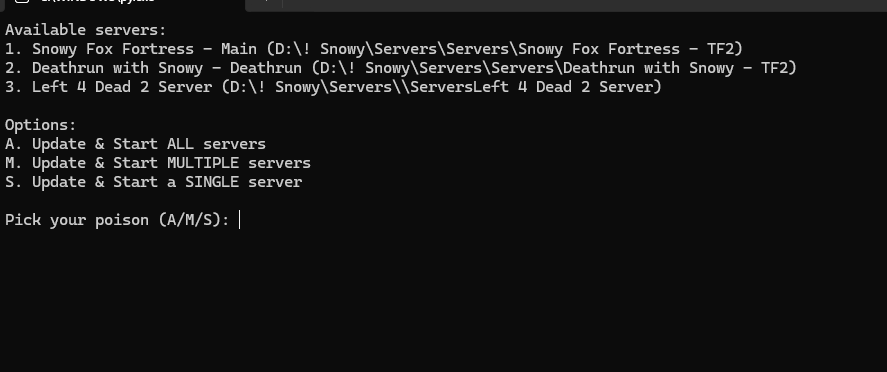 Available servers:
1. Snowy Fox Fortress - Main (D:\! Snowy\Servers\Servers\Snowy Fox Fortress - TF2)
2. Deathrun with Snowy - Deathrun (D:\! Snowy\Servers\Servers\Deathrun with Snowy - TF2)
3. Left 4 Dead 2 Server (D:\! Snowy\Servers\\ServersLeft 4 Dead 2 Server)
Options:
A. Update & Start ALL servers
M. Update & Start MULTIPLE servers
S. Update & Start a SINGLE server
Pick your poison (A/M/S):